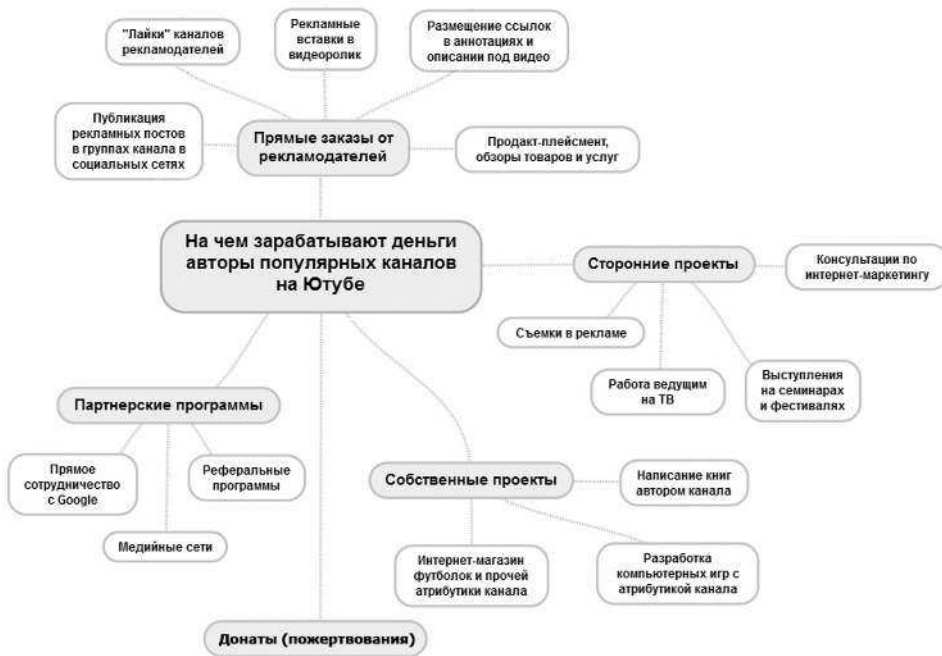 "Лайки" каналов
рекламодателей
Рекламные
вставки в
видеоролик
Размещение ссылок
в аннотациях и
описании под видео
Публикация
рекламных постов
в группах канала в
социальных сетях
Прямые заказы от
рекламодателей
Продакт-плейсмент,
обзоры товаров и услуг
На чем зарабатывают деньги
авторы популярных каналов
на Ютубе
Сторонние проекты
Консультации по
интернет-маркетингу
Съемки в рекламе
Работа ведущим
на ТВ
Выступления
на семинарах
и фестивалях
Партнерские программы
Прямое
сотрудничество
с Google
Реферальные
программы
Медийные сети
Собственные проекты
Написание книг
автором канала
Интернет-магазин
футболок и прочей
атрибутики канала
Разработка
компьютерных игр с
атрибутикой канала
Донаты (пожертвования)